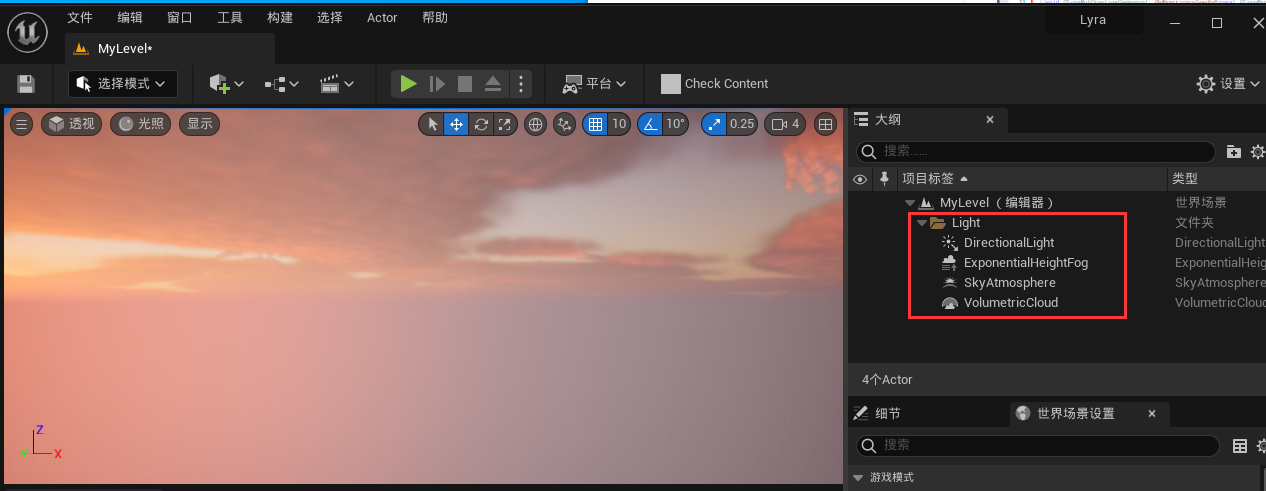 文件 编辑 窗口 工具 构建 选择 Actor 帮助 Lyra
MyLevel*
选择模式 平台 Check Content 设置
透视 光照 显示 10 10° 0.25 4
大纲
搜索......
项目标签 类型
MyLevel（编辑器） 世界场景
Light 文件夹
DirectionalLight DirectionalLight
ExponentialHeightFog ExponentialHeig
SkyAtmosphere SkyAtmosphere
VolumetricCloud VolumetricCloud
4个Actor
细节 世界场景设置
搜索
游戏模式
Z
Y X